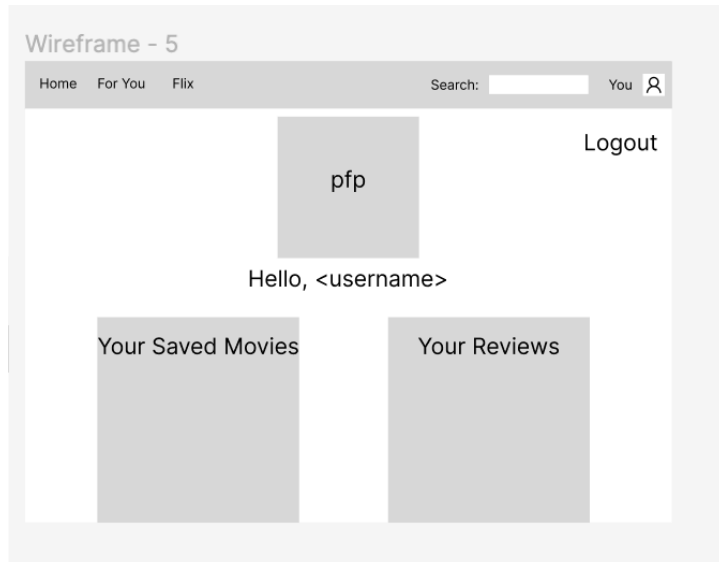 Wireframe - 5
Home For You Flix Search: You
Logout
pfp
Hello, <username>
Your Saved Movies Your Reviews